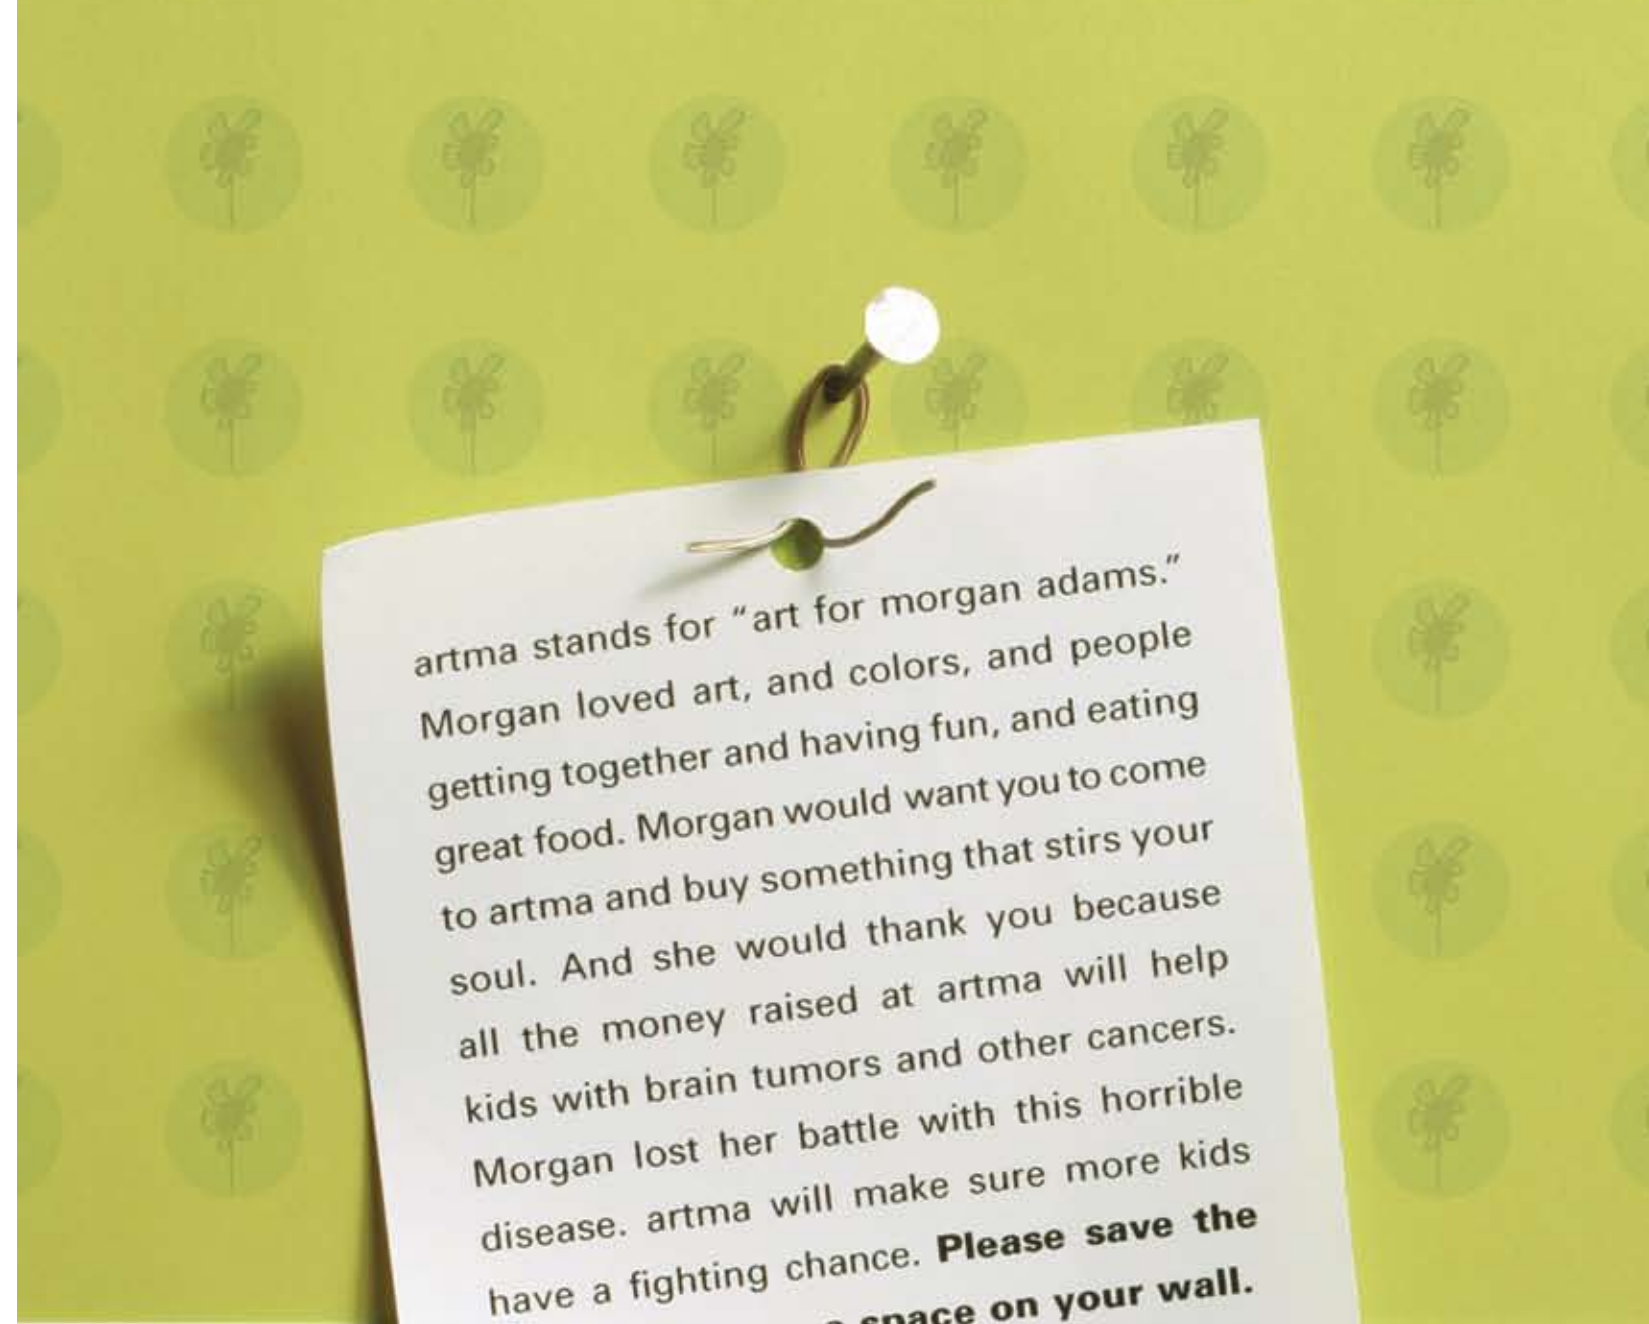 artma stands for "art for morgan adams."
Morgan loved art, and colors, and people
getting together and having fun, and eating
great food. Morgan would want you to come
to artma and buy something that stirs your
soul. And she would thank you because
all the money raised at artma will help
kids with brain tumors and other cancers.
Morgan lost her battle with this horrible
disease. artma will make sure more kids
have a fighting chance. Please save the
space on your wall.